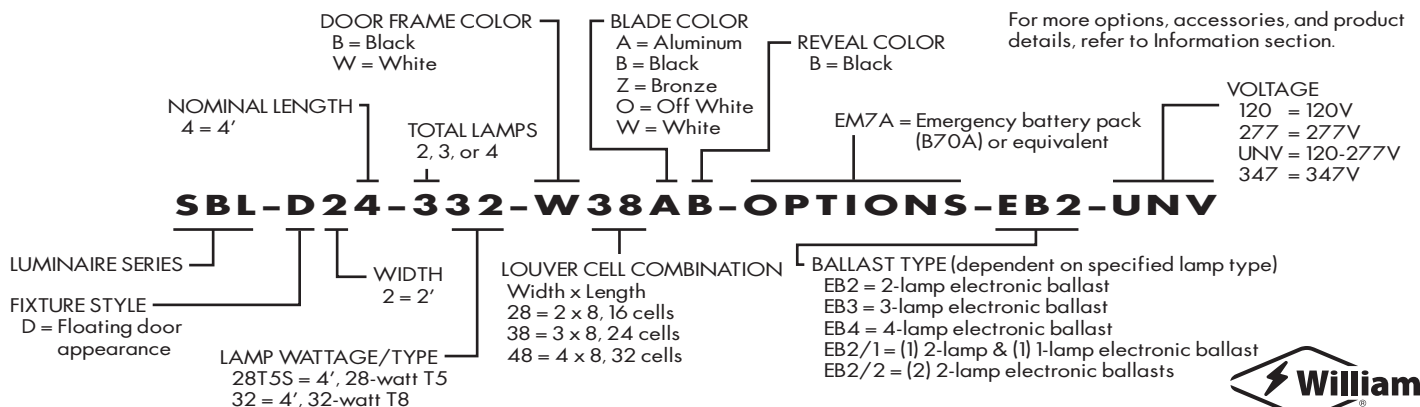 DOOR FRAME COLOR
B = Black
W = White
BLADE COLOR
A = Aluminum
B = Black
Z = Bronze
O = Off White
W = White
REVEAL COLOR
B = Black
For more options, accessories, and product
details, refer to Information section.
NOMINAL LENGTH
4 = 4’
TOTAL LAMPS
2, 3, or 4
EM7A = Emergency battery pack
(B70A) or equivalent
VOLTAGE
120 = 120V
277 = 277V
UNV = 120-277V
347 = 347V
SBL–D24–332–W38AB–OPTIONS–EB2–UNV
LUMINAIRE SERIES
FIXTURE STYLE
D = Floating door
appearance
WIDTH
2 = 2’
LAMP WATTAGE/TYPE
28T5S = 4’, 28-watt T5
32 = 4’, 32-watt T8
LOUVER CELL COMBINATION
Width x Length
28 = 2 x 8, 16 cells
38 = 3 x 8, 24 cells
48 = 4 x 8, 32 cells
BALLAST TYPE (dependent on specified lamp type)
EB2 = 2-lamp electronic ballast
EB3 = 3-lamp electronic ballast
EB4 = 4-lamp electronic ballast
EB2/1 = (1) 2-lamp & (1) 1-lamp electronic ballast
EB2/2 = (2) 2-lamp electronic ballasts
William
®